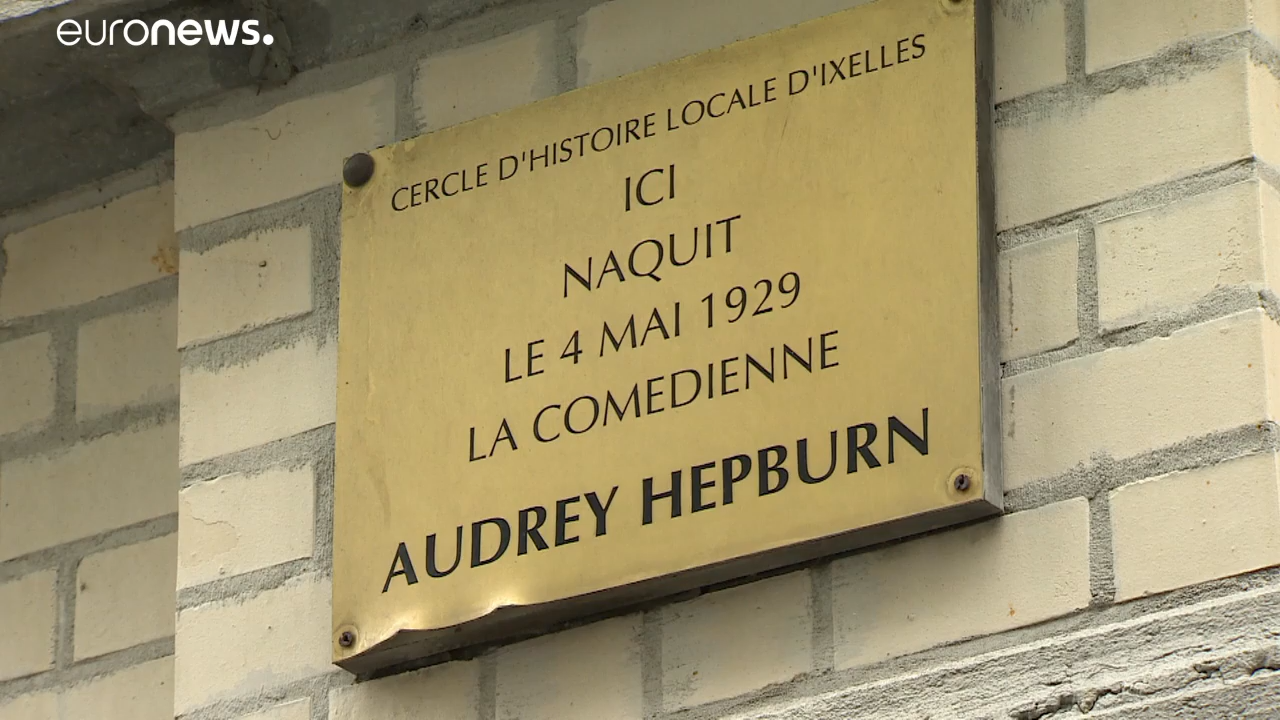 euronews.
CERCLE D'HISTOIRE LOCALE D'IXELLES
ICI
NAQUIT
LE 4 MAI 1929
LA COMEDIENNE
AUDREY HEPBURN